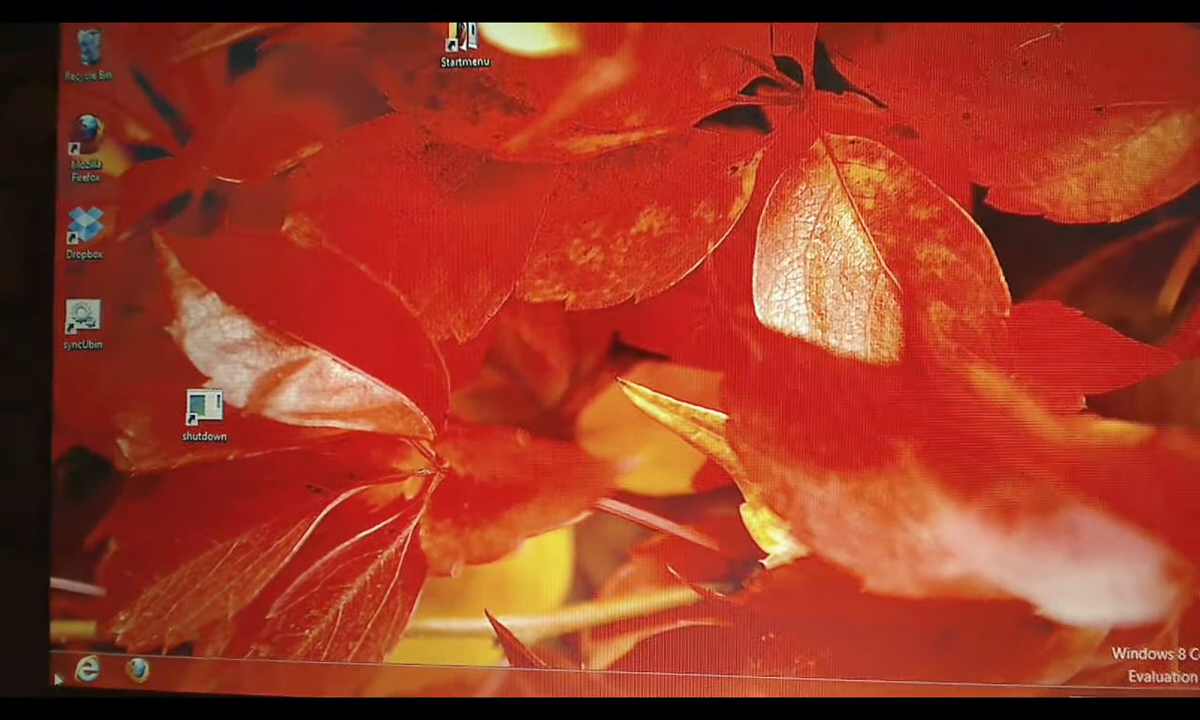 Recycle Bin
Startmenu
Mozilla
Firefox
Dropbox
syncUbin
shutdown
Windows 8
Evaluation